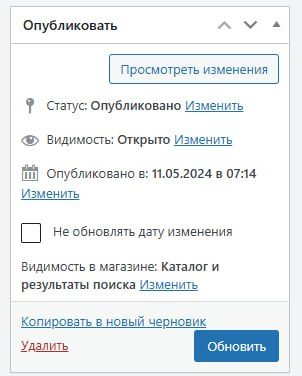 Опубликовать
Просмотреть изменения
Статус: Опубликовано Изменить
Видимость: Открыто Изменить
Опубликовано в: 11.05.2024 в 07:14
Изменить
Не обновлять дату изменения
Видимость в магазине: Каталог и
результаты поиска Изменить
Копировать в новый черновик
Удалить
Обновить